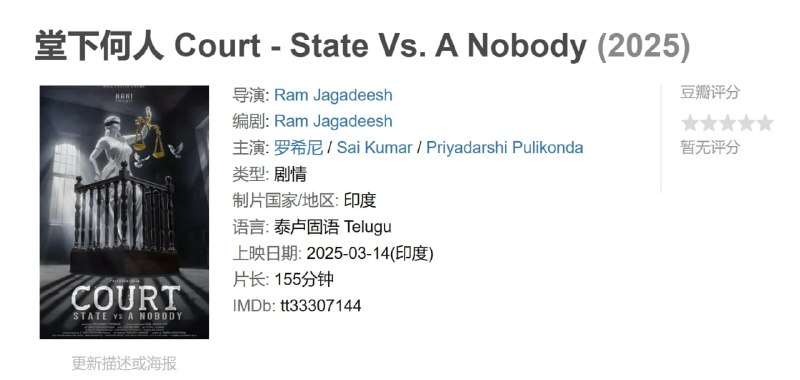 堂下何人 Court - State Vs. A Nobody (2025)
NANI
COURT
STATE VS A NOBODY
更新描述或海报
导演: Ram Jagadeesh
编剧: Ram Jagadeesh
主演: 罗希尼 / Sai Kumar / Priyadarshi Pulikonda
类型: 剧情
制片国家/地区: 印度
语言: 泰卢固语 Telugu
上映日期: 2025-03-14(印度)
片长: 155分钟
IMDb: tt33307144
豆瓣评分
暂无评分